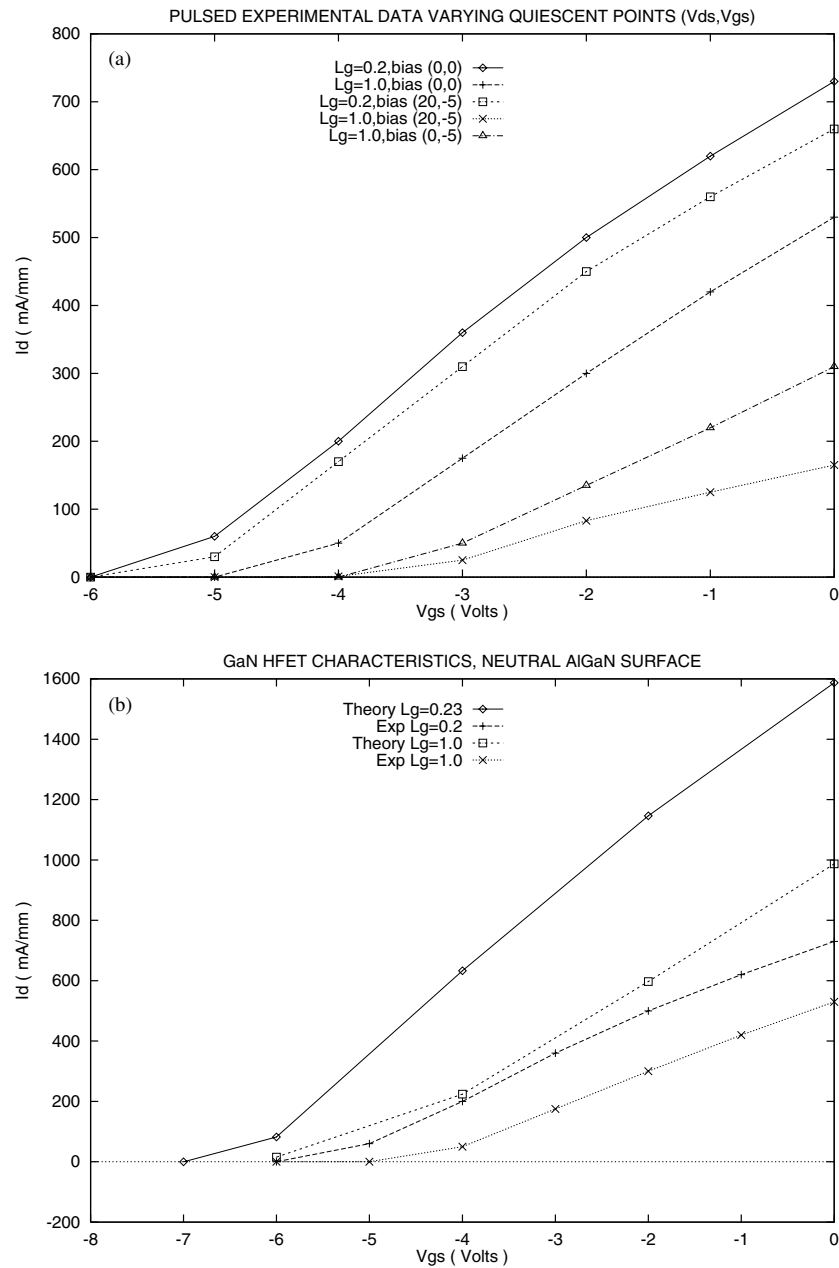 PULSED EXPERIMENTAL DATA VARYING QUIESCENT POINTS (Vds,Vgs)
(a)
Lg=0.2,bias (0,0)
Lg=1.0,bias (0,0)
Lg=0.2,bias (20,-5)
Lg=1.0,bias (20,-5)
Lg=1.0,bias (0,-5)
800
700
600
500
400
300
200
100
0
Id ( mA/mm )
-6 -5 -4 -3 -2 -1 0
Vgs ( Volts )
GaN HFET CHARACTERISTICS, NEUTRAL AlGaN SURFACE
(b)
Theory Lg=0.23
Exp Lg=0.2
Theory Lg=1.0
Exp Lg=1.0
1600
1400
1200
1000
800
600
400
200
0
-200
Id ( mA/mm )
-8 -7 -6 -5 -4 -3 -2 -1 0
Vgs ( Volts )